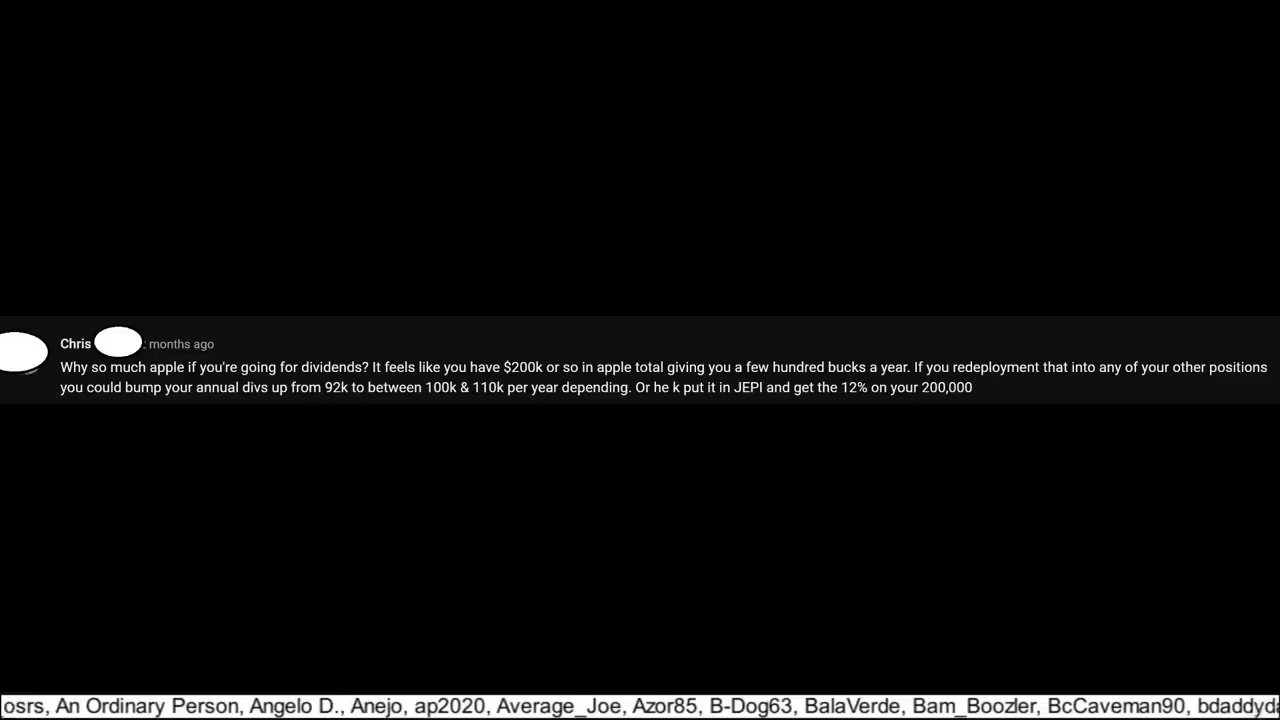 Chris months ago
Why so much apple if you're going for dividends? It feels like you have $200k or so in apple total giving you a few hundred bucks a year. If you redeployment that into any of your other positions
you could bump your annual divs up from 92k to between 100k & 110k per year depending. Or he k put it in JEPI and get the 12% on your 200,000
osrs, An Ordinary Person, Angelo D., Anejo, ap2020, Average_Joe, Azor85, B-Dog63, BalaVerde, Bam_Boozler, BcCaveman90,